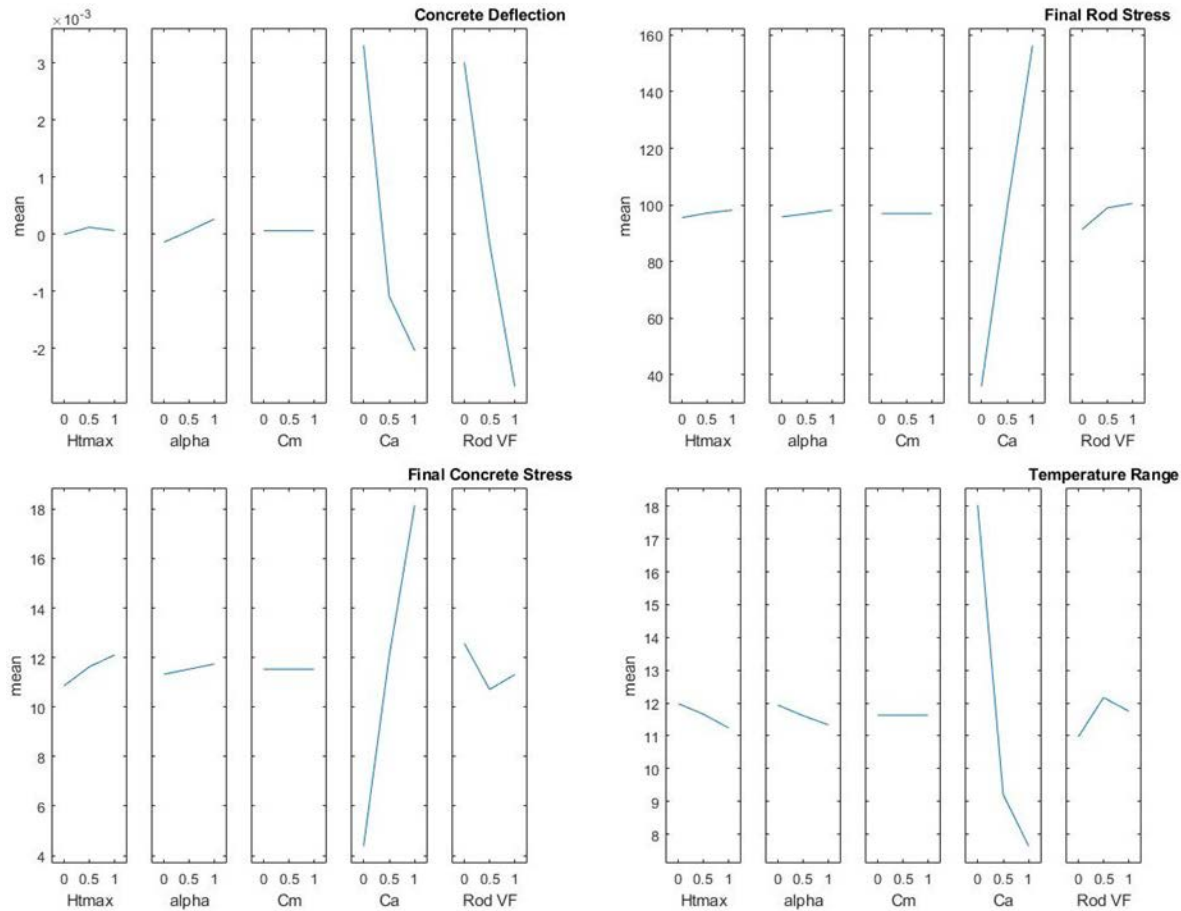 ×10⁻³
Concrete Deflection
mean
3
2
1
0
-1
-2
0 0.5 1
Htmax
0 0.5 1
alpha
0 0.5 1
Cm
0 0.5 1
Ca
0 0.5 1
Rod VF
Final Rod Stress
mean
160
140
120
100
80
60
40
0 0.5 1
Htmax
0 0.5 1
alpha
0 0.5 1
Cm
0 0.5 1
Ca
0 0.5 1
Rod VF
Final Concrete Stress
mean
18
16
14
12
10
8
6
4
0 0.5 1
Htmax
0 0.5 1
alpha
0 0.5 1
Cm
0 0.5 1
Ca
0 0.5 1
Rod VF
Temperature Range
mean
18
17
16
15
14
13
12
11
10
9
8
0 0.5 1
Htmax
0 0.5 1
alpha
0 0.5 1
Cm
0 0.5 1
Ca
0 0.5 1
Rod VF